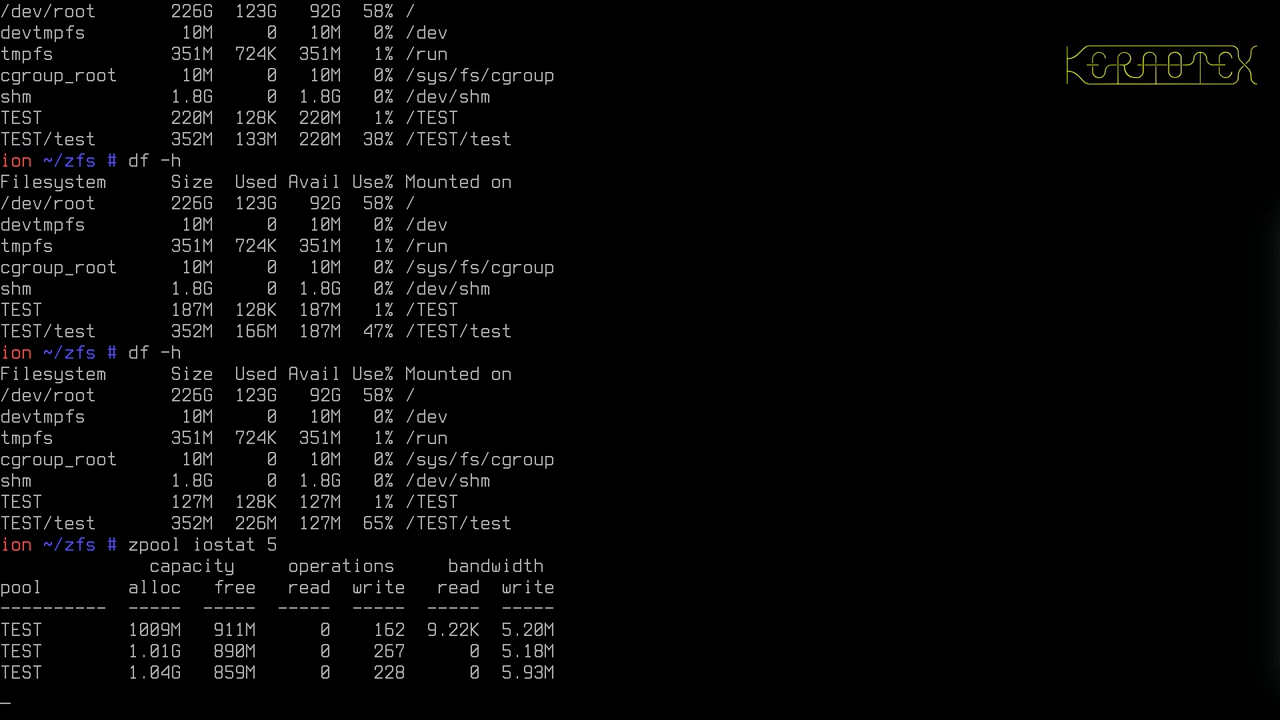 /dev/root       226G  123G   92G  58% /
devtmpfs         10M     0   10M   0% /dev
tmpfs           351M  724K  351M   1% /run
cgroup_root      10M     0   10M   0% /sys/fs/cgroup
shm             1.8G     0  1.8G   0% /dev/shm
TEST            220M  128K  220M   1% /TEST
TEST/test       352M  133M  220M  38% /TEST/test
ion ~/zfs # df -h
Filesystem      Size  Used Avail Use% Mounted on
/dev/root       226G  123G   92G  58% /
devtmpfs         10M     0   10M   0% /dev
tmpfs           351M  724K  351M   1% /run
cgroup_root      10M     0   10M   0% /sys/fs/cgroup
shm             1.8G     0  1.8G   0% /dev/shm
TEST            187M  128K  187M   1% /TEST
TEST/test       352M  166M  187M  47% /TEST/test
ion ~/zfs # df -h
Filesystem      Size  Used Avail Use% Mounted on
/dev/root       226G  123G   92G  58% /
devtmpfs         10M     0   10M   0% /dev
tmpfs           351M  724K  351M   1% /run
cgroup_root      10M     0   10M   0% /sys/fs/cgroup
shm             1.8G     0  1.8G   0% /dev/shm
TEST            127M  128K  127M   1% /TEST
TEST/test       352M  226M  127M  65% /TEST/test
ion ~/zfs # zpool iostat 5
              capacity     operations     bandwidth
pool        alloc   free   read  write   read  write
----------  -----  -----  -----  -----  -----  -----
TEST        1009M   911M      0    162  9.22K  5.20M
TEST        1.01G   890M      0    267      0  5.18M
TEST        1.04G   859M      0    228      0  5.93M
_